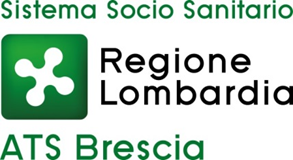 Sistema Socio Sanitario
Regione
Lombardia
ATS Brescia